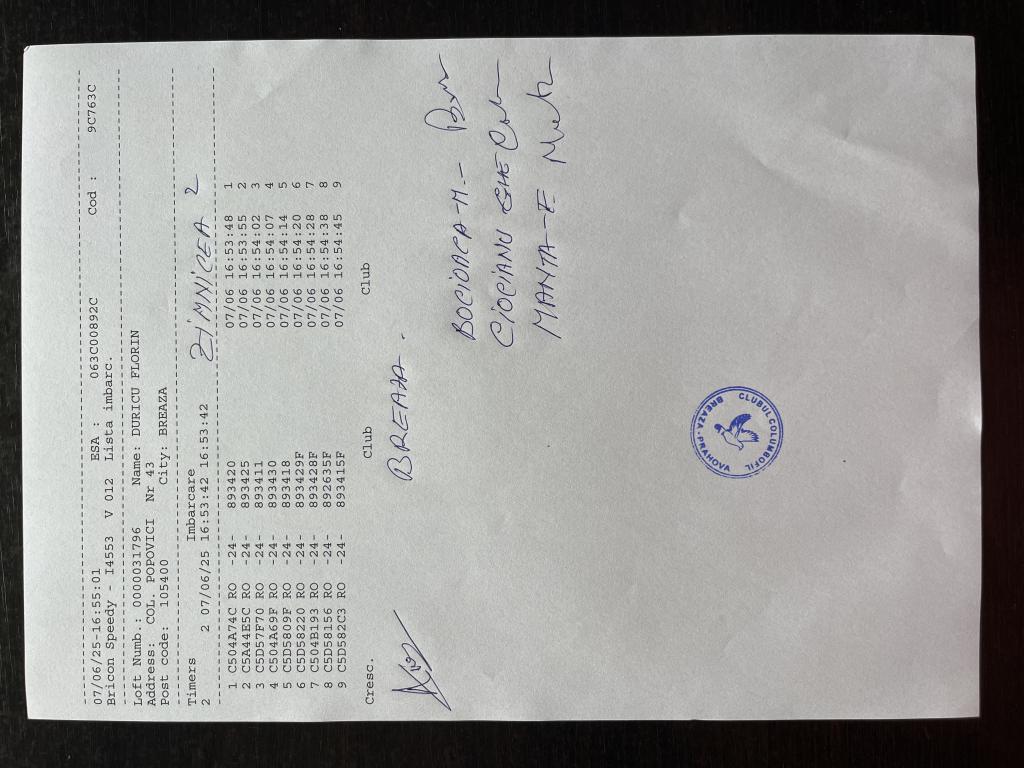 07/06/25-16:55:01 ESA : 063C00892C Cod : 9C763C
Bricon Speedy - I4553 V 012 Lista imbarc.
Loft Numb.: 0000031796 Name: DURICU FLORIN
Address: COL. POPOVICI Nr 43
Post code: 105400 City: BREAZA
Timers Imbarcare ZIMNICEA 2
2 2 07/06/25 16:53:42 16:53:42
1 C504A74C RO -24- 893420 07/06 16:53:48 1
2 C5A44E5C RO -24- 893425 07/06 16:53:55 2
3 C5D57F70 RO -24- 893411 07/06 16:54:02 3
4 C504A69F RO -24- 893430 07/06 16:54:07 4
5 C5D5809F RO -24- 893418 07/06 16:54:14 5
6 C5D58220 RO -24- 893429F 07/06 16:54:20 6
7 C504B193 RO -24- 893428F 07/06 16:54:28 7
8 C5D58156 RO -24- 892635F 07/06 16:54:38 8
9 C5D582C3 RO -24- 893415F 07/06 16:54:45 9
Cresc. Club Club
BREAZA.
BOCIOACA-M.-
CIOCIANU GHE
MANTA-E
CLUBUL COLUMBOFIL
BREAZA-PRAHOVA